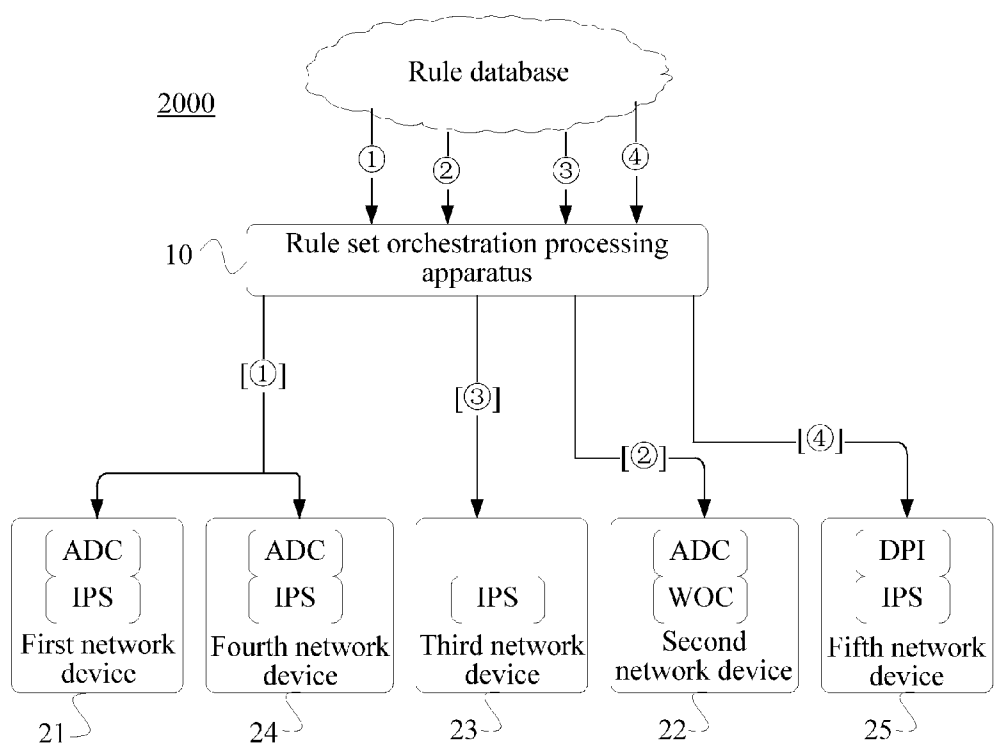 Rule database
2000
① ② ③ ④
10
Rule set orchestration processing
apparatus
[①]
[③]
[②]
[④]
ADC
IPS
First network
device
ADC
IPS
Fourth network
device
IPS
Third network
device
ADC
WOC
Second
network device
DPI
IPS
Fifth network
device
21
24
23
22
25